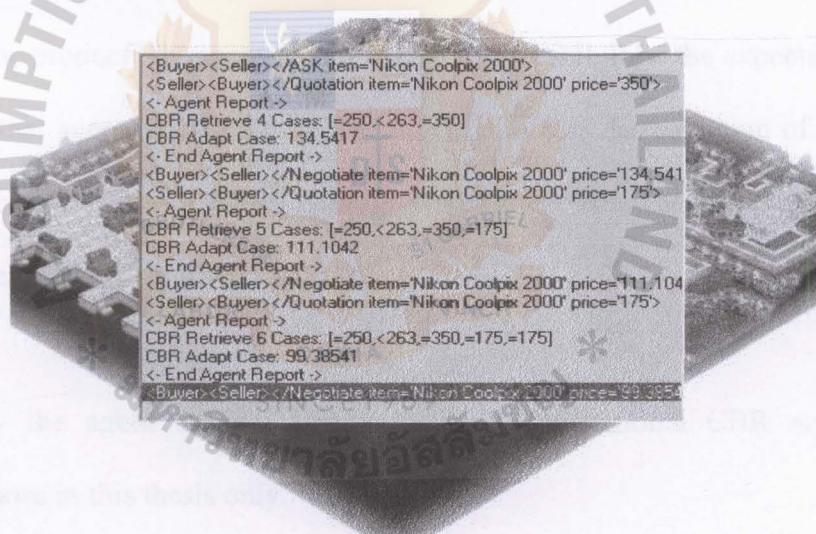 <Buyer><Seller></ASK item='Nikon Coolpix 2000'>
<Seller><Buyer></Quotation item='Nikon Coolpix 2000' price='350'>
<- Agent Report ->
CBR Retrieve 4 Cases: [=250,<263,=350]
CBR Adapt Case: 134.5417
<- End Agent Report ->
<Buyer><Seller></Negotiate item='Nikon Coolpix 2000' price='134.541
<Seller><Buyer></Quotation item='Nikon Coolpix 2000' price='175'>
<- Agent Report ->
CBR Retrieve 5 Cases: [=250,<263,=350,=175]
CBR Adapt Case: 111.1042
<- End Agent Report ->
<Buyer><Seller></Negotiate item='Nikon Coolpix 2000' price='111.104
<Seller><Buyer></Quotation item='Nikon Coolpix 2000' price='175'>
<- Agent Report ->
CBR Retrieve 6 Cases: [=250,<263,=350,=175,=175]
CBR Adapt Case: 99.38541
<- End Agent Report ->
<Buyer><Seller></Negotiate item='Nikon Coolpix 2000' price='99.3854
THAILAND
SINCE
the agen
in this thesis only